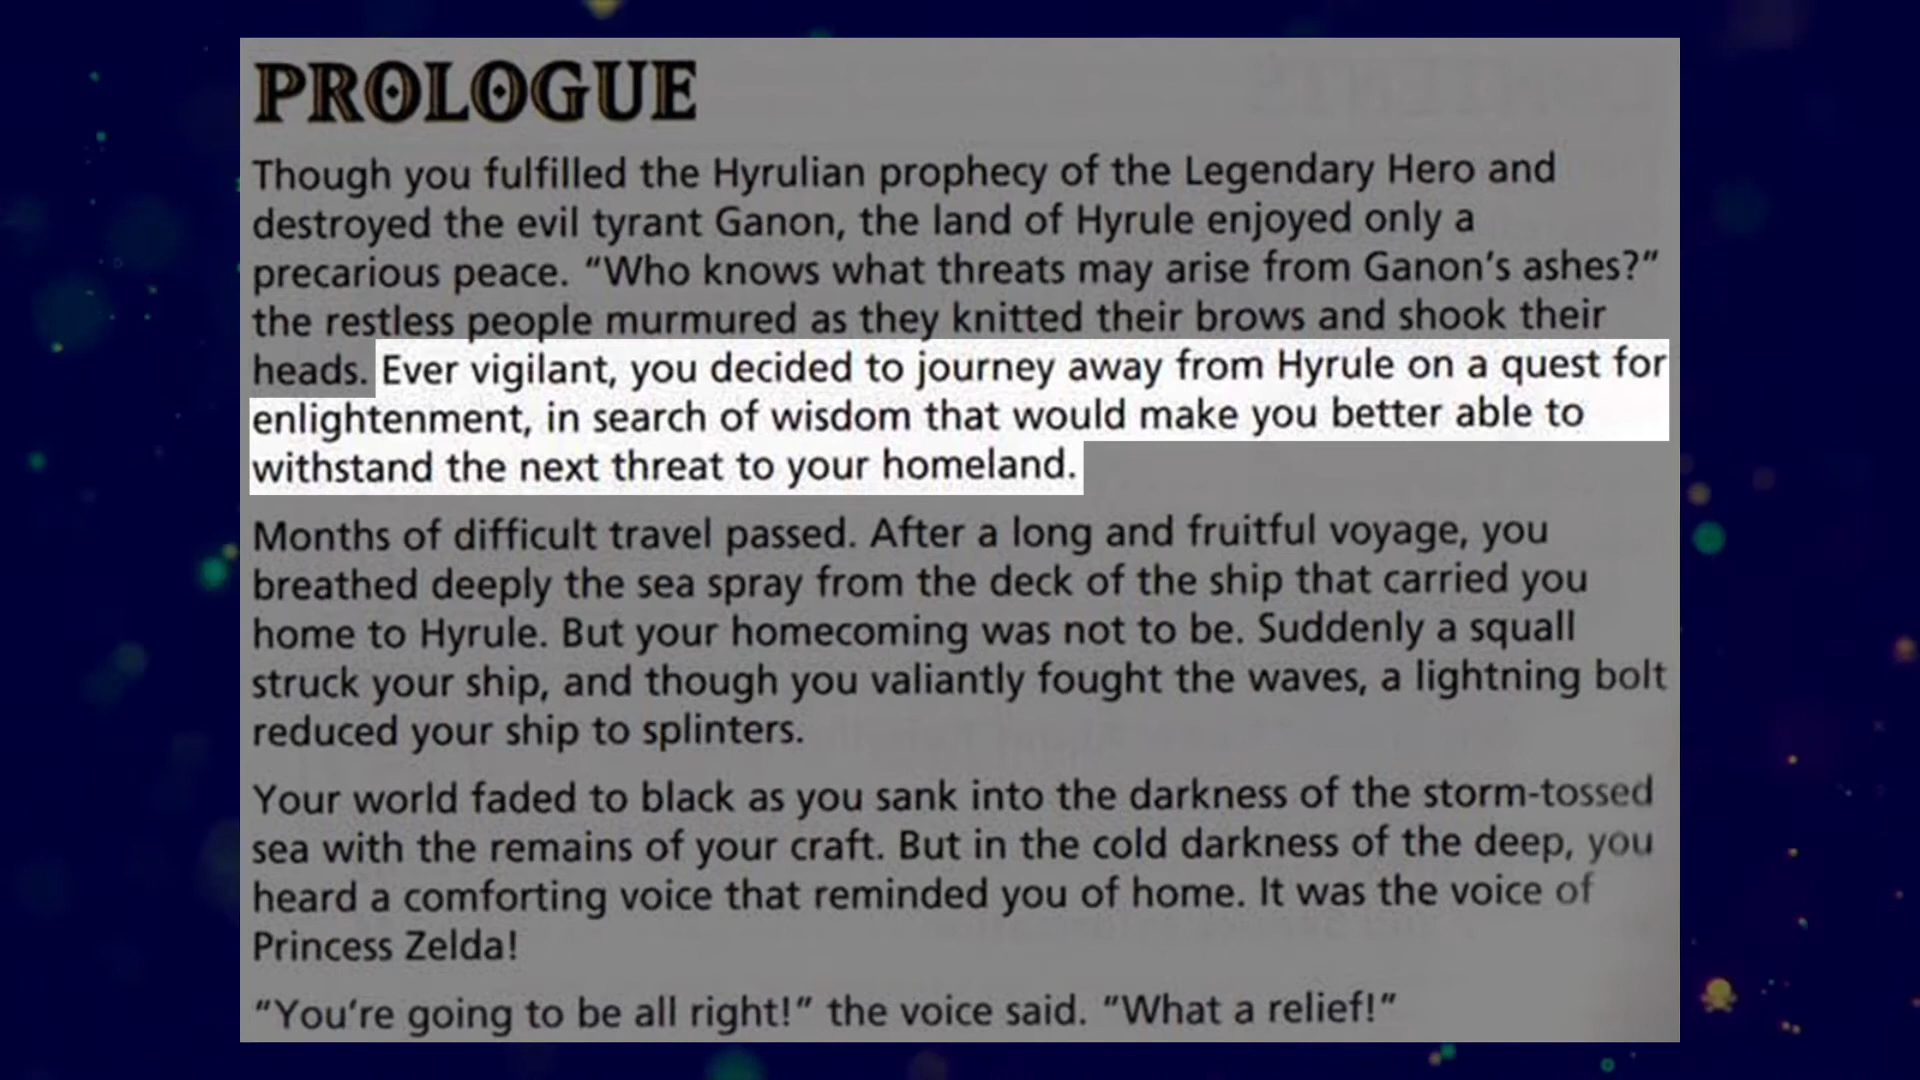 PROLOGUE
Though you fulfilled the Hyrulian prophecy of the Legendary Hero and
destroyed the evil tyrant Ganon, the land of Hyrule enjoyed only a
precarious peace. “Who knows what threats may arise from Ganon’s ashes?”
the restless people murmured as they knitted their brows and shook their
heads. Ever vigilant, you decided to journey away from Hyrule on a quest for
enlightenment, in search of wisdom that would make you better able to
withstand the next threat to your homeland.
Months of difficult travel passed. After a long and fruitful voyage, you
breathed deeply the sea spray from the deck of the ship that carried you
home to Hyrule. But your homecoming was not to be. Suddenly a squall
struck your ship, and though you valiantly fought the waves, a lightning bolt
reduced your ship to splinters.
Your world faded to black as you sank into the darkness of the storm-tossed
sea with the remains of your craft. But in the cold darkness of the deep, you
heard a comforting voice that reminded you of home. It was the voice of
Princess Zelda!
“You’re going to be all right!” the voice said. “What a relief!”